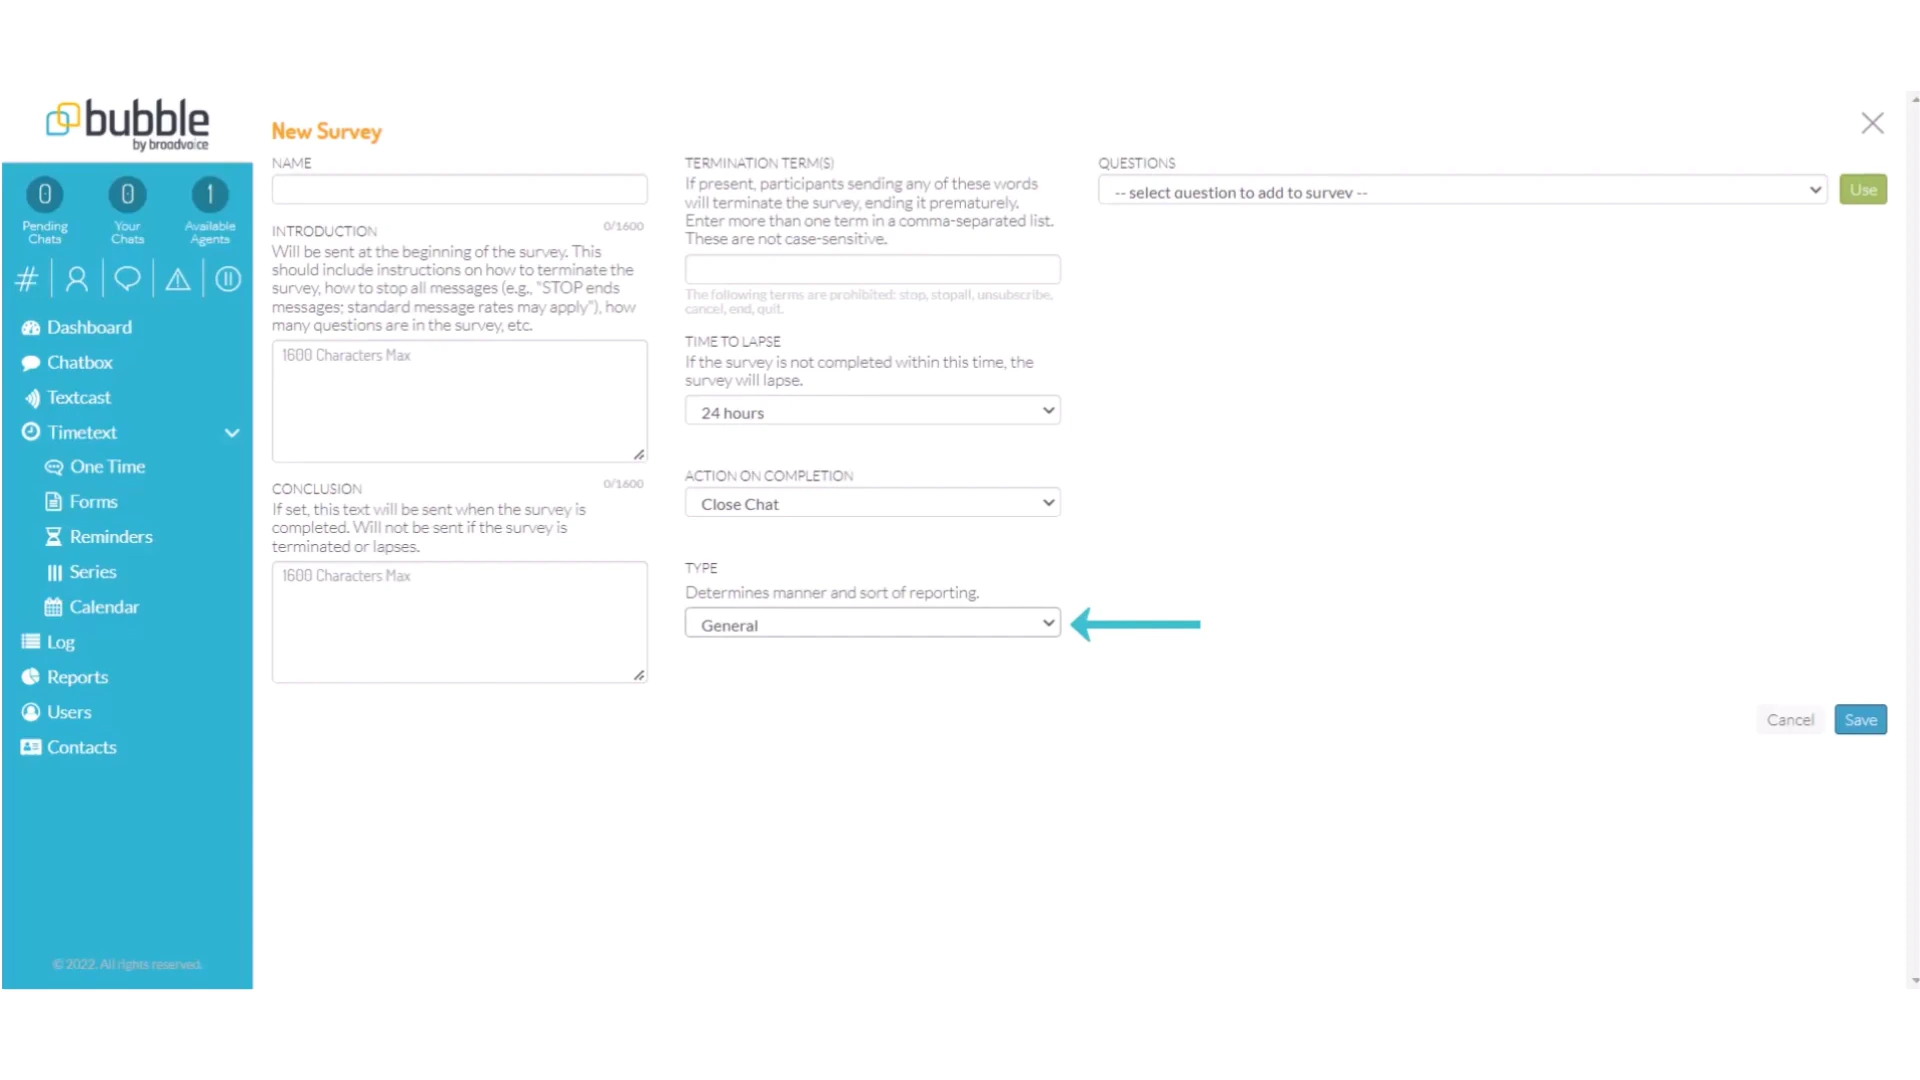 bubble
by broadvoice
0
0
1
Pending
Chats
Your
Chats
Available
Agents
Dashboard
Chatbox
Textcast
Timetext
One Time
Forms
Reminders
Series
Calendar
Log
Reports
Users
Contacts
© 2022. All rights reserved.
New Survey
NAME
INTRODUCTION
0/1600
Will be sent at the beginning of the survey. This
should include instructions on how to terminate the
survey, how to stop all messages (e.g., "STOP ends
messages; standard message rates may apply"), how
many questions are in the survey, etc.
1600 Characters Max
CONCLUSION
0/1600
If set, this text will be sent when the survey is
completed. Will not be sent if the survey is
terminated or lapses.
1600 Characters Max
TERMINATION TERM(S)
If present, participants sending any of these words
will terminate the survey, ending it prematurely.
Enter more than one term in a comma-separated list.
These are not case-sensitive.
The following terms are prohibited: stop, stopall, unsubscribe,
cancel, end, quit.
TIME TO LAPSE
If the survey is not completed within this time, the
survey will lapse.
24 hours
ACTION ON COMPLETION
Close Chat
TYPE
Determines manner and sort of reporting.
General
QUESTIONS
-- select question to add to survey --
Use
Cancel
Save